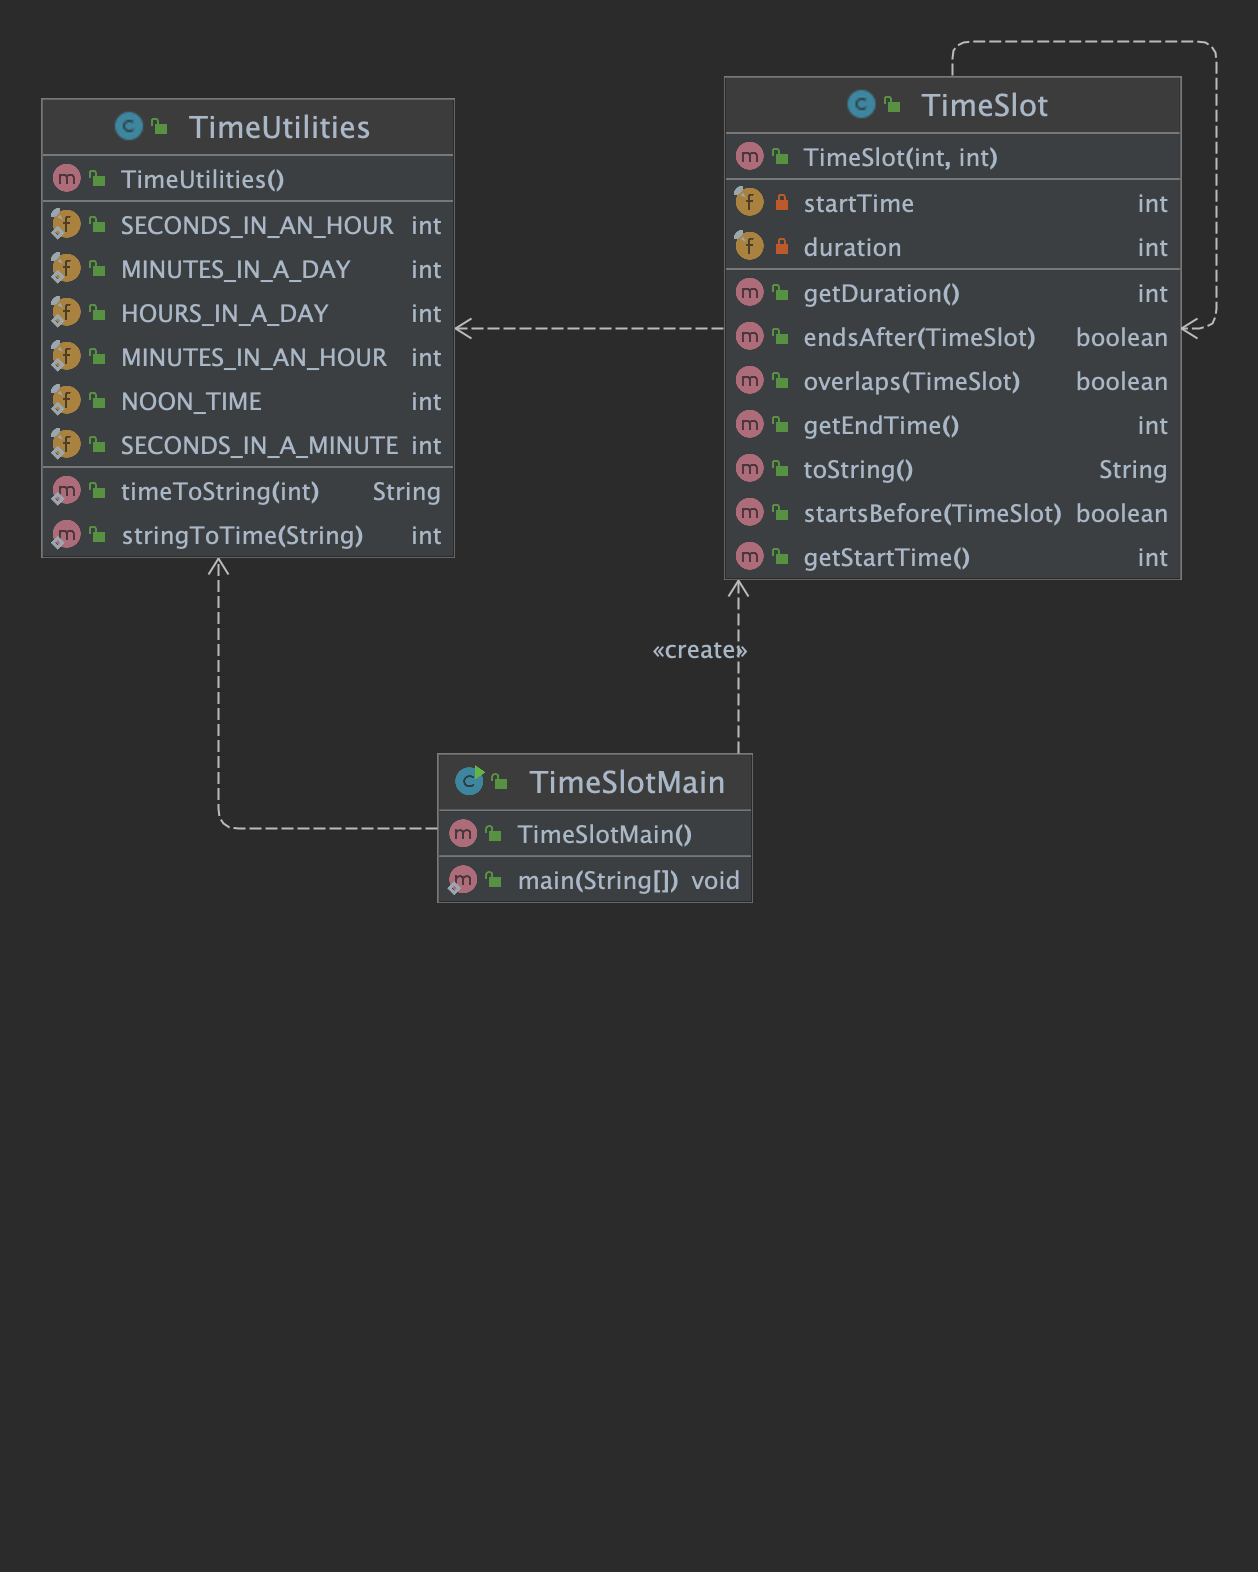 TimeUtilities
TimeUtilities()
SECONDS_IN_AN_HOUR int
MINUTES_IN_A_DAY int
HOURS_IN_A_DAY int
MINUTES_IN_AN_HOUR int
NOON_TIME int
SECONDS_IN_A_MINUTE int
timeToString(int) String
stringToTime(String) int
TimeSlot
TimeSlot(int, int)
startTime int
duration int
getDuration() int
endsAfter(TimeSlot) boolean
overlaps(TimeSlot) boolean
getEndTime() int
toString() String
startsBefore(TimeSlot) boolean
getStartTime() int
«create»
TimeSlotMain
TimeSlotMain()
main(String[]) void